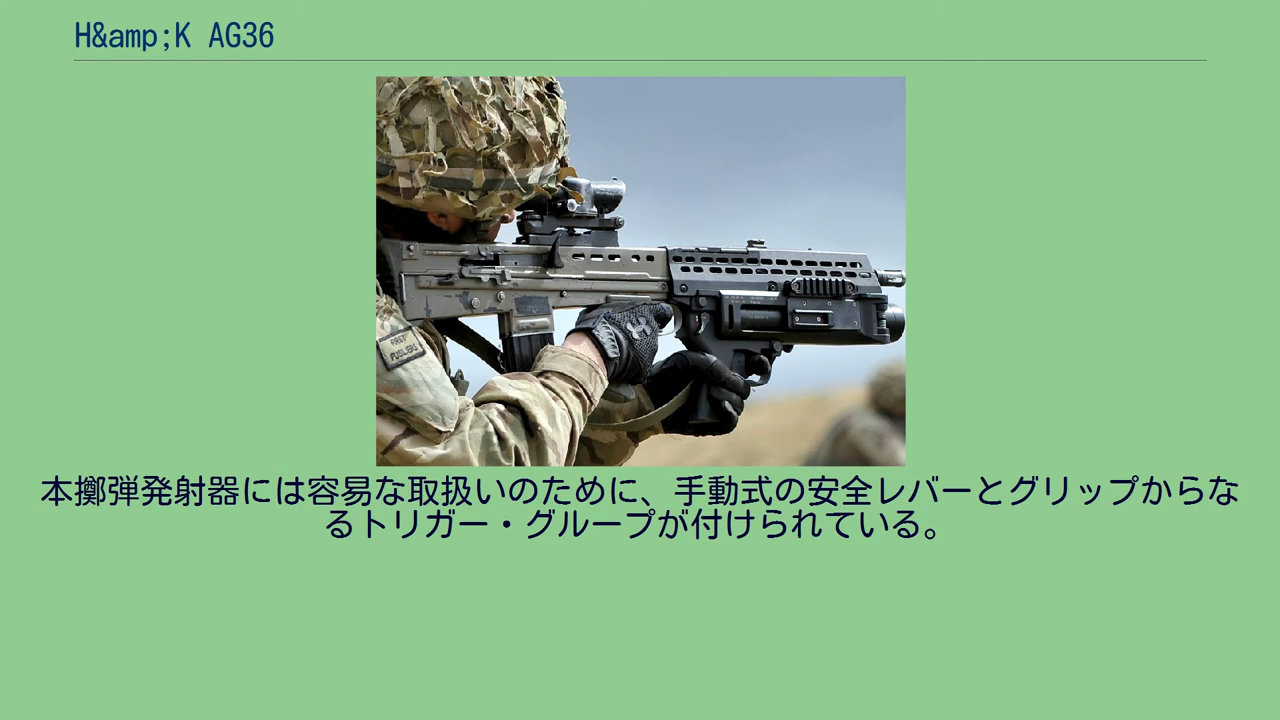 H&amp;K AG36
本擲弾発射器には容易な取扱いのために、手動式の安全レバーとグリップからな
るトリガー・グループが付けられている。